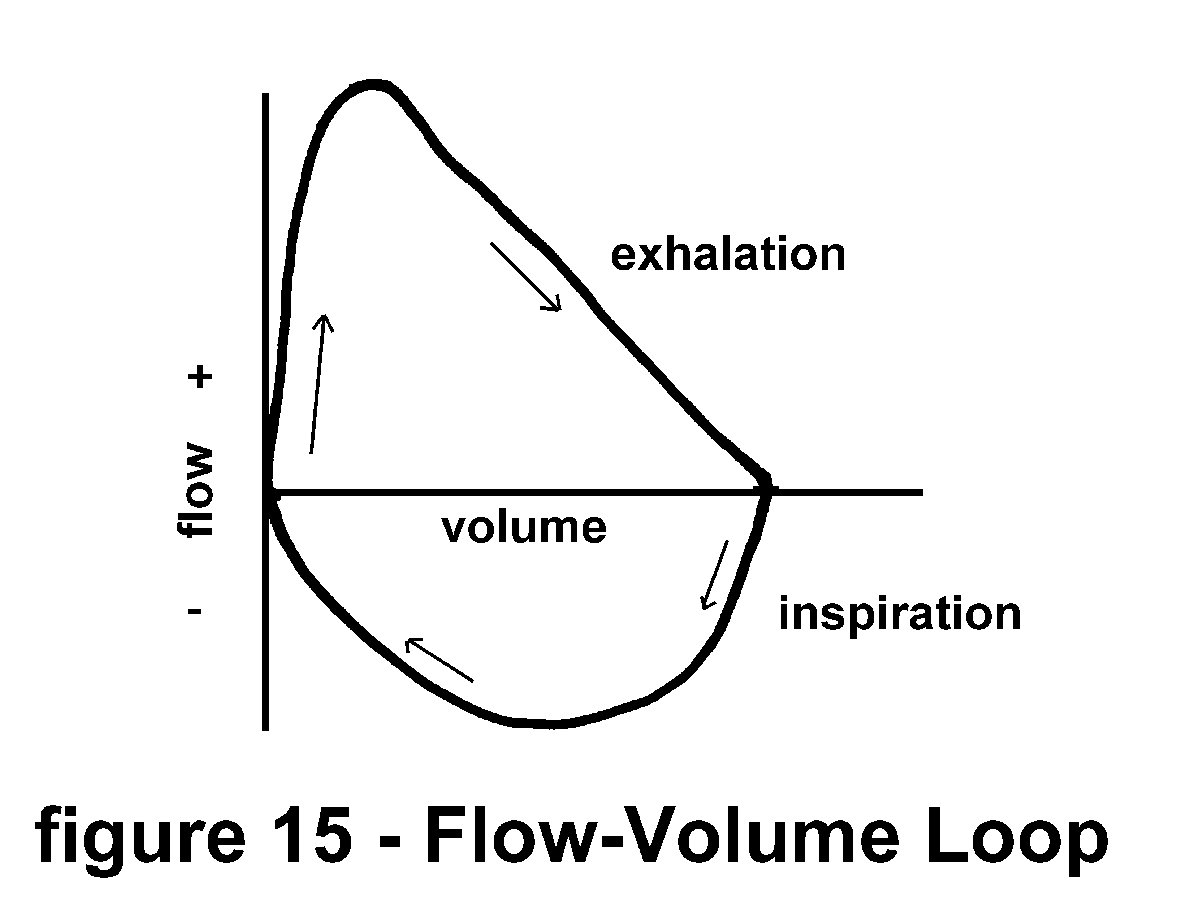 exhalation
- flow +
volume
inspiration
figure 15 - Flow-Volume Loop